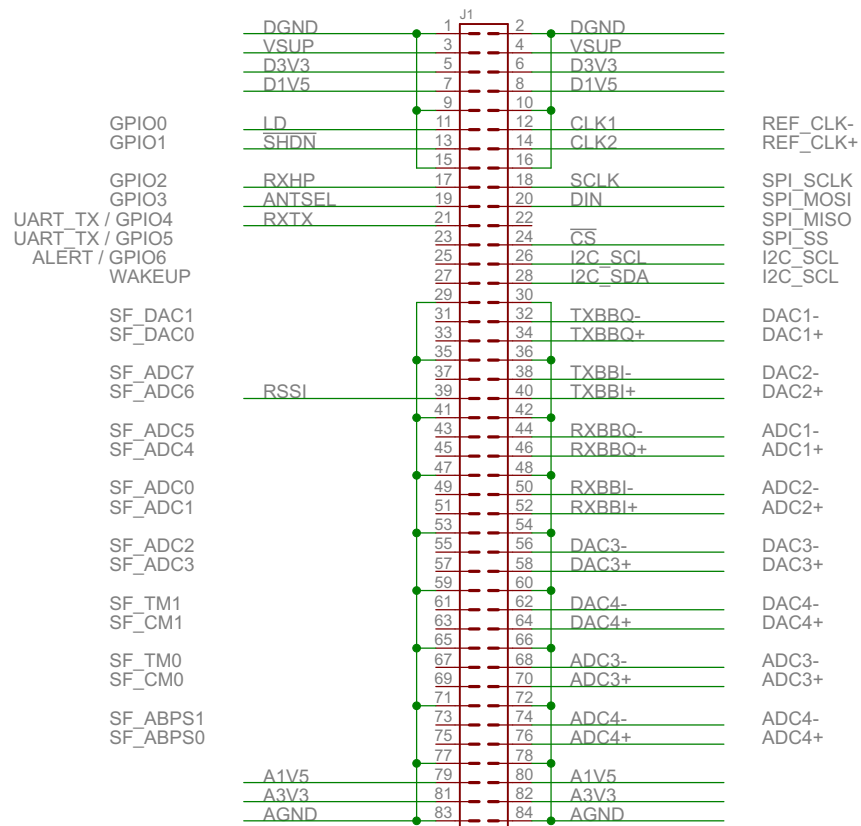 J1
DGND 1 2 DGND
VSUP 3 4 VSUP
D3V3 5 6 D3V3
D1V5 7 8 D1V5
9 10
GPIO0 LD 11 12 CLK1 REF_CLK-
GPIO1 SHDN 13 14 CLK2 REF_CLK+
15 16
GPIO2 RXHP 17 18 SCLK SPI_SCLK
GPIO3 ANTSEL 19 20 DIN SPI_MOSI
UART_TX / GPIO4 RXTX 21 22 SPI_MISO
UART_TX / GPIO5 23 24 CS SPI_SS
ALERT / GPIO6 25 26 I2C_SCL I2C_SCL
WAKEUP 27 28 I2C_SDA I2C_SCL
29 30
SF_DAC1 31 32 TXBBQ- DAC1-
SF_DAC0 33 34 TXBBQ+ DAC1+
35 36
SF_ADC7 37 38 TXBBI- DAC2-
SF_ADC6 RSSI 39 40 TXBBI+ DAC2+
41 42
SF_ADC5 43 44 RXBBQ- ADC1-
SF_ADC4 45 46 RXBBQ+ ADC1+
47 48
SF_ADC0 49 50 RXBBI- ADC2-
SF_ADC1 51 52 RXBBI+ ADC2+
53 54
SF_ADC2 55 56 DAC3- DAC3-
SF_ADC3 57 58 DAC3+ DAC3+
59 60
SF_TM1 61 62 DAC4- DAC4-
SF_CM1 63 64 DAC4+ DAC4+
65 66
SF_TM0 67 68 ADC3- ADC3-
SF_CM0 69 70 ADC3+ ADC3+
71 72
SF_ABPS1 73 74 ADC4- ADC4-
SF_ABPS0 75 76 ADC4+ ADC4+
77 78
A1V5 79 80 A1V5
A3V3 81 82 A3V3
AGND 83 84 AGND